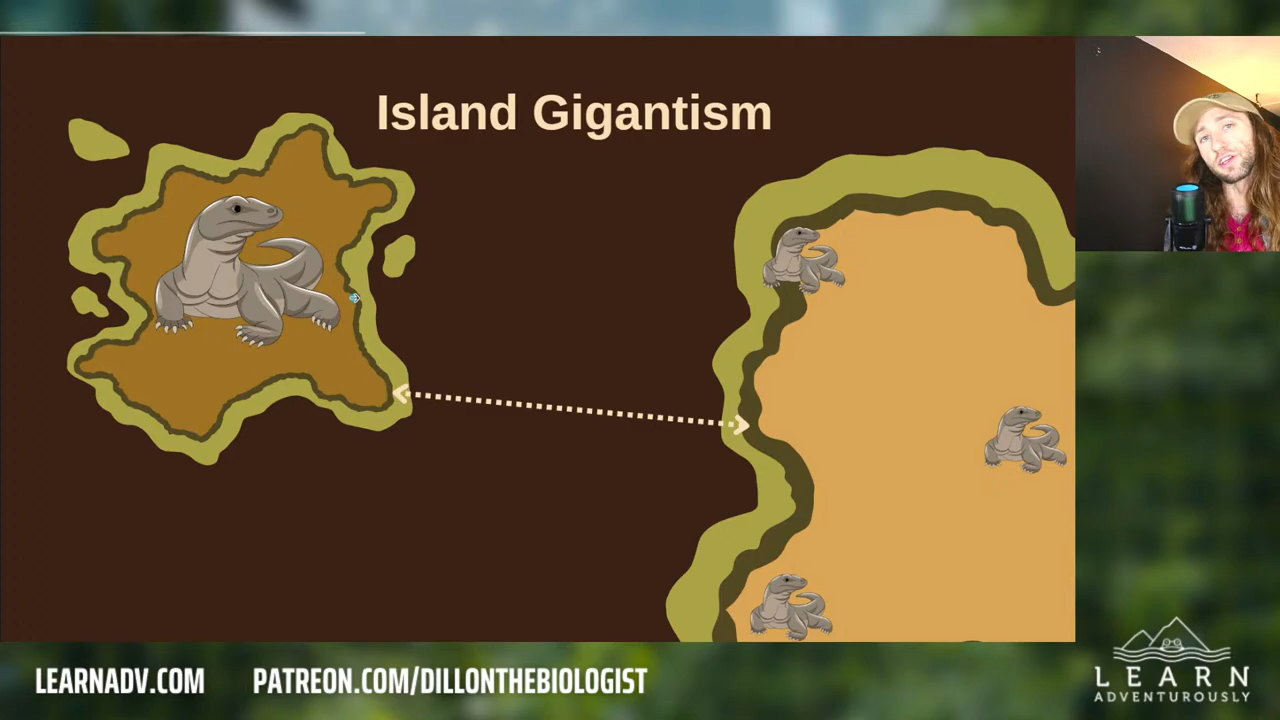 Island Gigantism
LEARNADV.COM
PATREON.COM/DILLONTHEBIOLOGIST
LEARN
ADVENTUROUSLY